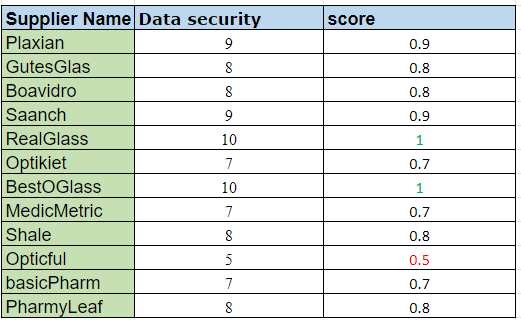 Supplier Name Data security score
Plaxian 9 0.9
GutesGlas 8 0.8
Boavidro 8 0.8
Saanch 9 0.9
RealGlass 10 1
Optikiet 7 0.7
BestOGlass 10 1
MedicMetric 7 0.7
Shale 8 0.8
Opticful 5 0.5
basicPharm 7 0.7
PharmyLeaf 8 0.8